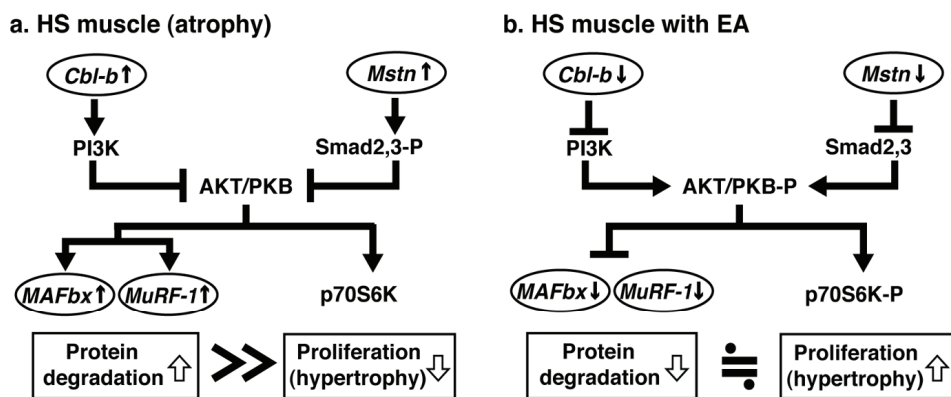 a. HS muscle (atrophy)
Cbl-b↑
Mstn↑
PI3K
Smad2,3-P
AKT/PKB
MAFbx↑
MuRF-1↑
p70S6K
Protein
degradation ⇧
>>
Proliferation
(hypertrophy) ⇩
b. HS muscle with EA
Cbl-b↓
Mstn↓
PI3K
Smad2,3
AKT/PKB-P
MAFbx↓
MuRF-1↓
p70S6K-P
Protein
degradation ⇩
≒
Proliferation
(hypertrophy) ⇧